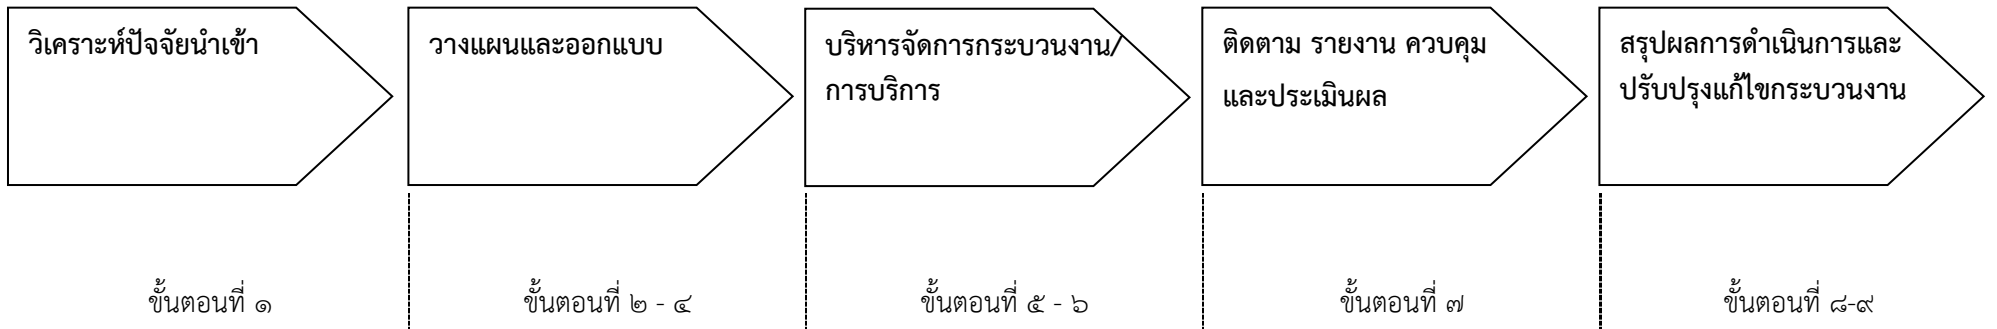 วิเคราะห์ปัจจัยนำเข้า
วางแผนและออกแบบ
บริหารจัดการกระบวนงาน/
การบริการ
ติดตาม รายงาน ควบคุม
และประเมินผล
สรุปผลการดำเนินการและ
ปรับปรุงแก้ไขกระบวนงาน
ขั้นตอนที่ ๑
ขั้นตอนที่ ๒ - ๔
ขั้นตอนที่ ๕ - ๖
ขั้นตอนที่ ๗
ขั้นตอนที่ ๘-๙